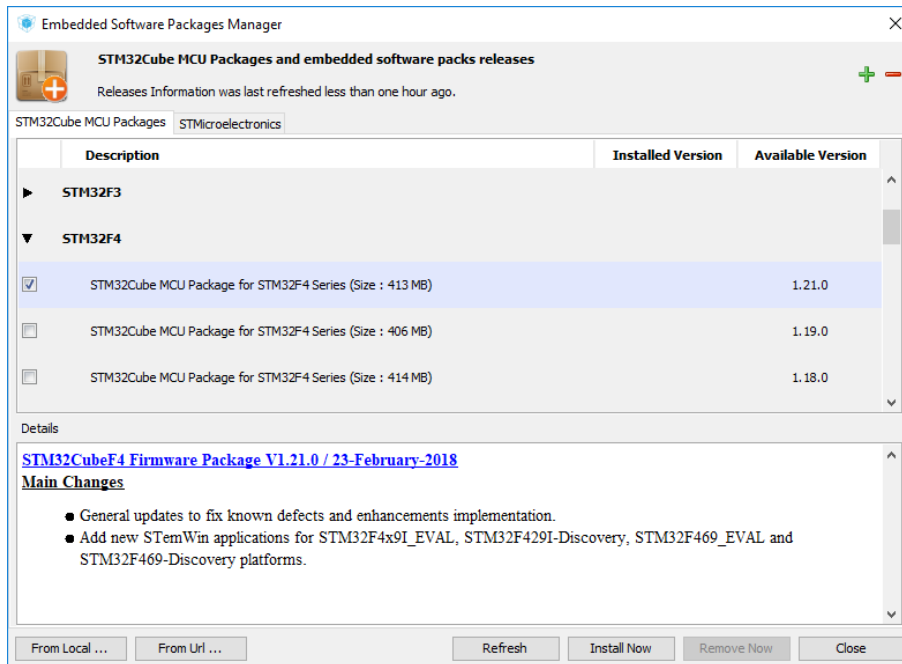 Embedded Software Packages Manager
STM32Cube MCU Packages and embedded software packs releases
Releases Information was last refreshed less than one hour ago.
STM32Cube MCU Packages STMicroelectronics
Description Installed Version Available Version
STM32F3
STM32F4
STM32Cube MCU Package for STM32F4 Series (Size : 413 MB) 1.21.0
STM32Cube MCU Package for STM32F4 Series (Size : 406 MB) 1.19.0
STM32Cube MCU Package for STM32F4 Series (Size : 414 MB) 1.18.0
Details
STM32CubeF4 Firmware Package V1.21.0 / 23-February-2018
Main Changes
● General updates to fix known defects and enhancements implementation.
● Add new STemWin applications for STM32F4x9I_EVAL, STM32F429I-Discovery, STM32F469_EVAL and
STM32F469-Discovery platforms.
From Local ... From Url ... Refresh Install Now Remove Now Close